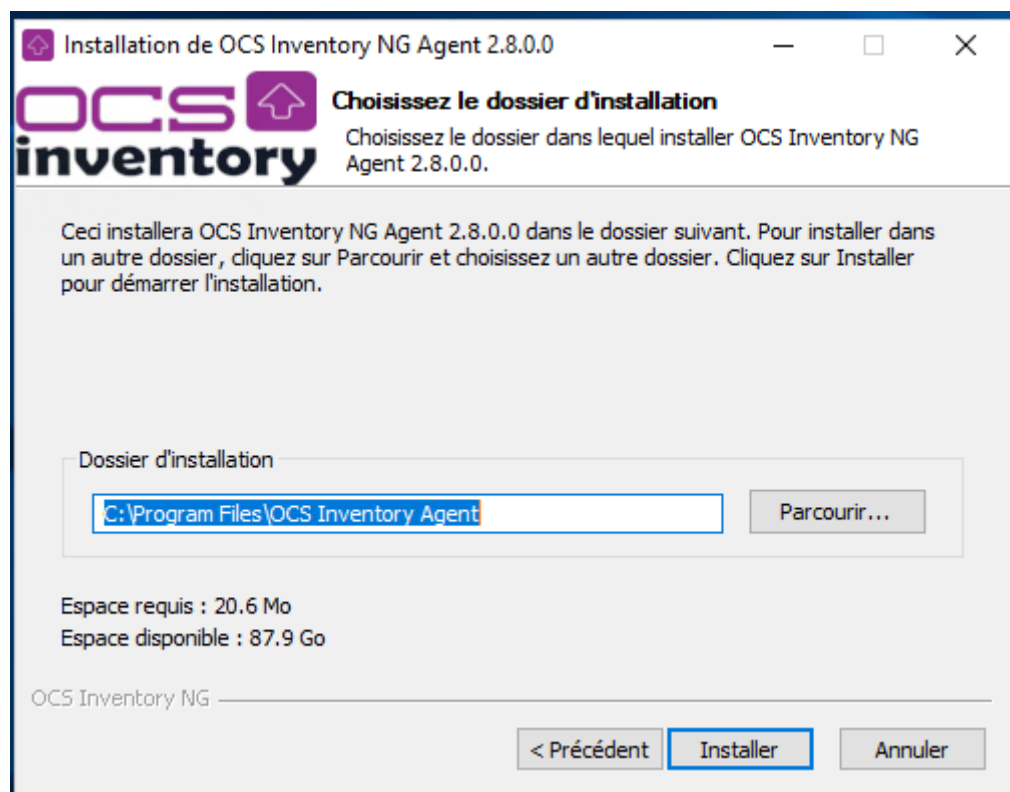 Installation de OCS Inventory NG Agent 2.8.0.0
OCS
inventory
Choisissez le dossier d'installation
Choisissez le dossier dans lequel installer OCS Inventory NG
Agent 2.8.0.0.
Ceci installera OCS Inventory NG Agent 2.8.0.0 dans le dossier suivant. Pour installer dans
un autre dossier, cliquez sur Parcourir et choisissez un autre dossier. Cliquez sur Installer
pour démarrer l'installation.
Dossier d'installation
C:\Program Files\OCS Inventory Agent
Parcourir...
Espace requis : 20.6 Mo
Espace disponible : 87.9 Go
OCS Inventory NG
< Précédent
Installer
Annuler